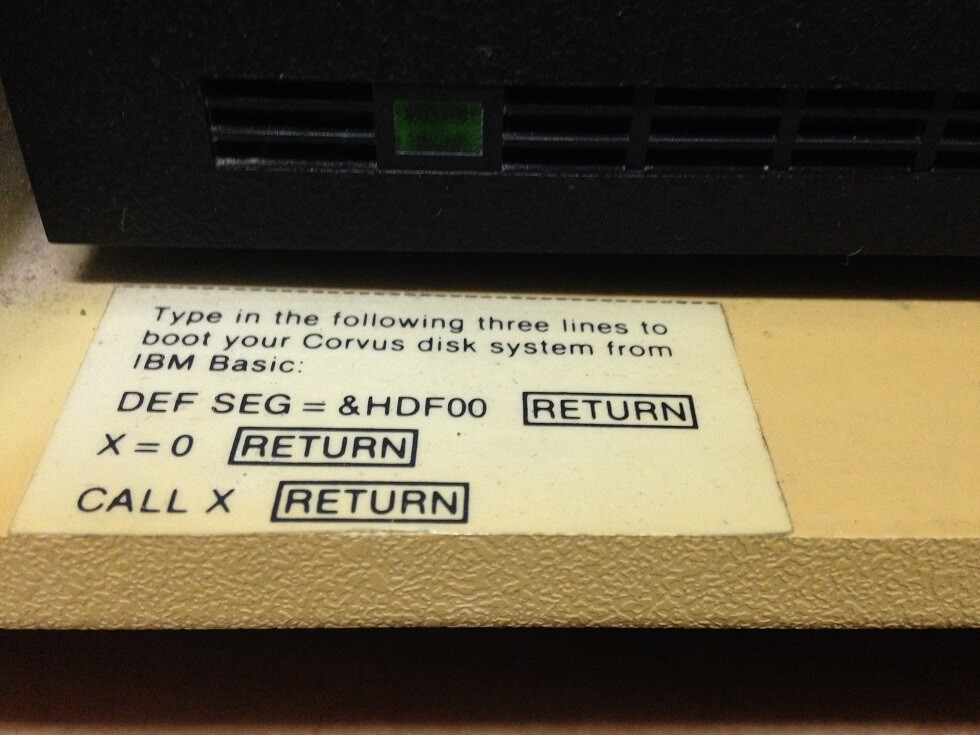 Type in the following three lines to
boot your Corvus disk system from
IBM Basic:
DEF SEG = &HDF00 RETURN
X = 0 RETURN
CALL X RETURN